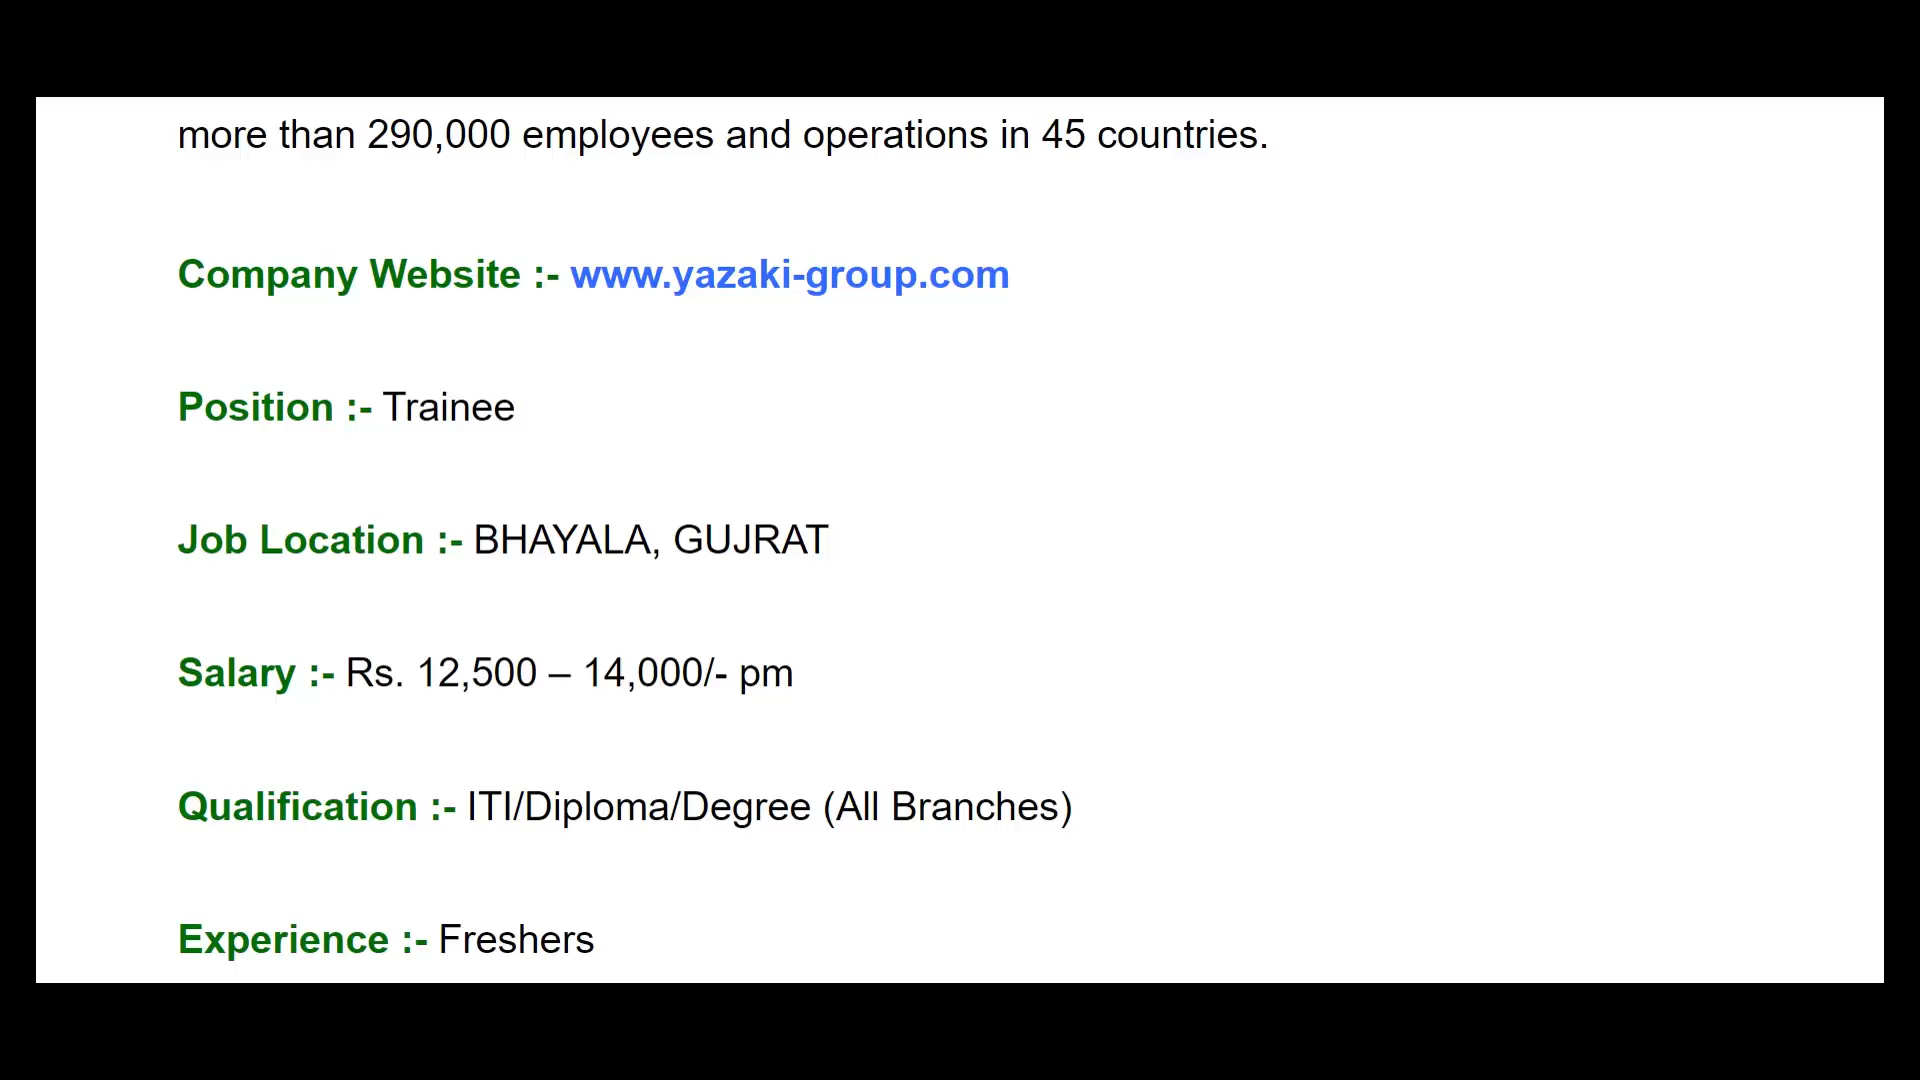 more than 290,000 employees and operations in 45 countries.
Company Website :- www.yazaki-group.com
Position :- Trainee
Job Location :- BHAYALA, GUJRAT
Salary :- Rs. 12,500 – 14,000/- pm
Qualification :- ITI/Diploma/Degree (All Branches)
Experience :- Freshers